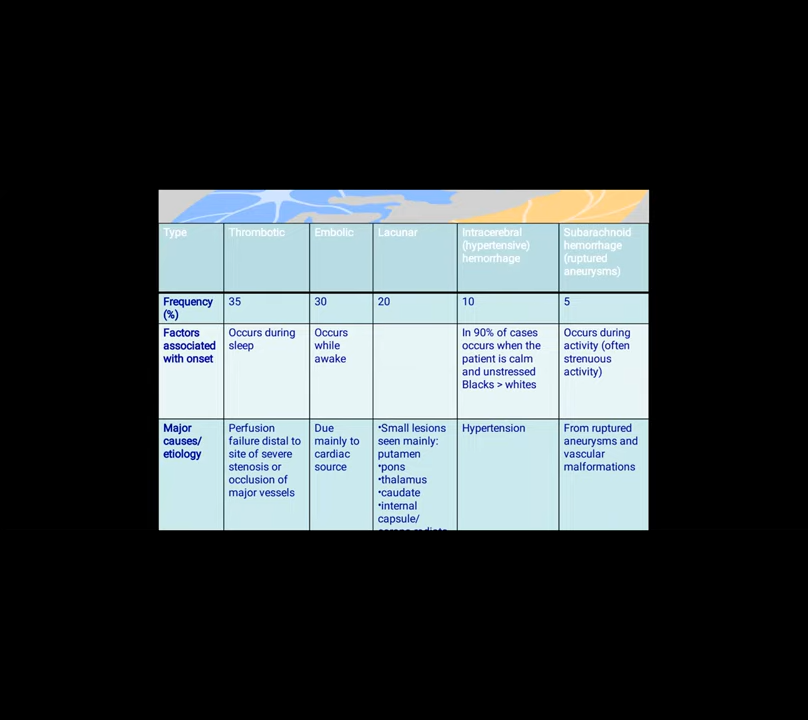 Type
Thrombotic
Embolic
Lacunar
Intracerebral
(hypertensive)
hemorrhage
Subarachnoid
hemorrhage
(ruptured
aneurysms)
Frequency
(%)
35
30
20
10
5
Factors
associated
with onset
Occurs during
sleep
Occurs
while
awake
In 90% of cases
occurs when the
patient is calm
and unstressed
Blacks > whites
Occurs during
activity (often
strenuous
activity)
Major
causes/
etiology
Perfusion
failure distal to
site of severe
stenosis or
occlusion of
major vessels
Due
mainly to
cardiac
source
•Small lesions
seen mainly:
putamen
•pons
•thalamus
•caudate
•internal
capsule/
Hypertension
From ruptured
aneurysms and
vascular
malformations